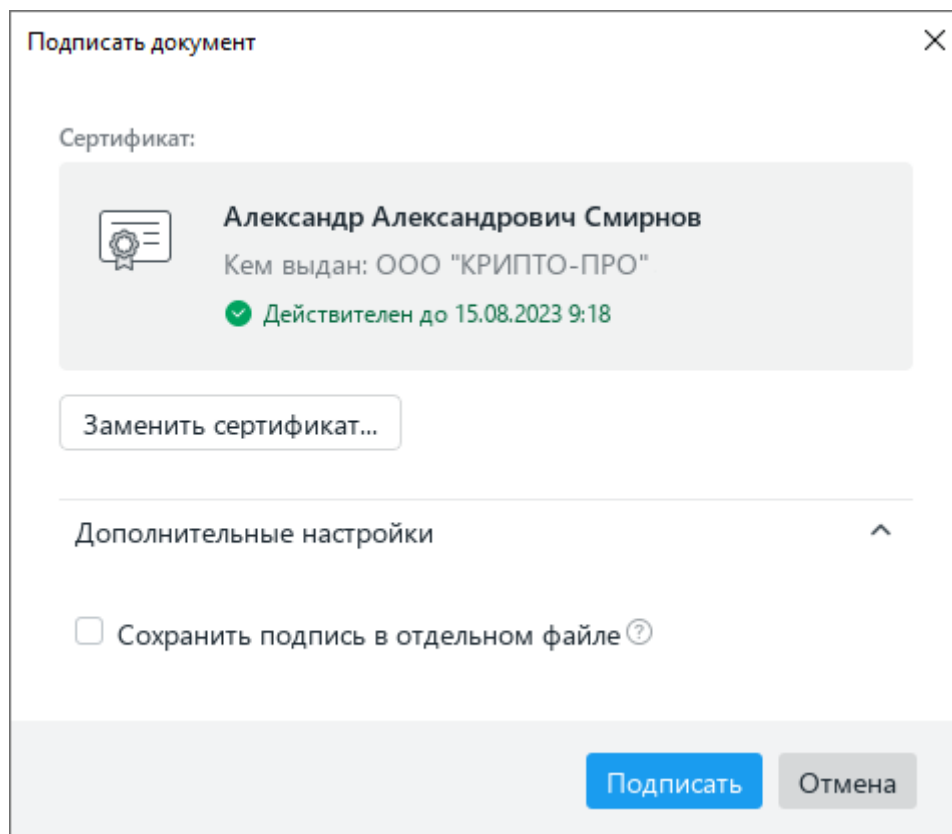 Подписать документ
Сертификат:
Александр Александрович Смирнов
Кем выдан: ООО "КРИПТО-ПРО"
Действителен до 15.08.2023 9:18
Заменить сертификат...
Дополнительные настройки
Сохранить подпись в отдельном файле ?
Подписать Отмена